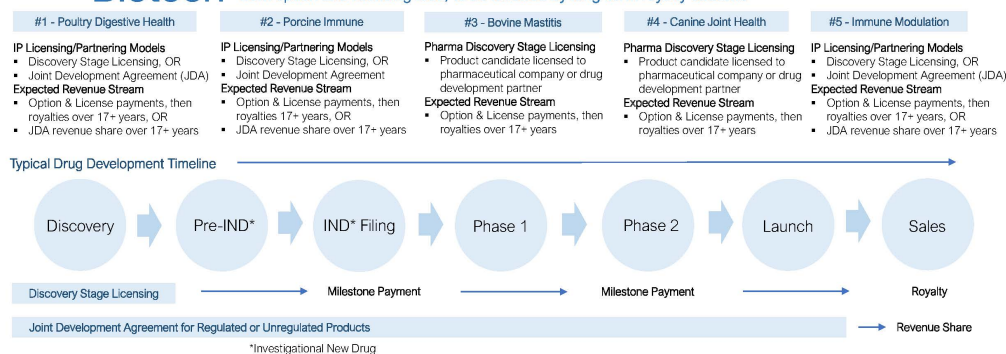 #1 - Poultry Digestive Health
IP Licensing/Partnering Models
▪ Discovery Stage Licensing, OR
▪ Joint Development Agreement (JDA)
Expected Revenue Stream
▪ Option & License payments, then
royalties 17+ years, OR
▪ JDA revenue share over 17+ years
#2 - Porcine Immune
IP Licensing/Partnering Models
▪ Discovery Stage Licensing, OR
▪ Joint Development Agreement
Expected Revenue Stream
▪ Option & License payments, then
royalties 17+ years, OR
▪ JDA revenue share over 17+ years
#3 - Bovine Mastitis
Pharma Discovery Stage Licensing
▪ Product candidate licensed to
pharmaceutical company or drug
development partner
Expected Revenue Stream
▪ Option & License payments, then
royalties over 17+ years
#4 - Canine Joint Health
Pharma Discovery Stage Licensing
▪ Product candidate licensed to
pharmaceutical company or drug
development partner
Expected Revenue Stream
▪ Option & License payments, then
royalties over 17+ years
#5 - Immune Modulation
IP Licensing/Partnering Models
▪ Discovery Stage Licensing, OR
▪ Joint Development Agreement (JDA)
Expected Revenue Stream
▪ Option & License payments, then
royalties over 17+ years, OR
▪ JDA revenue share over 17+ years
Typical Drug Development Timeline
Discovery
Pre-IND*
IND* Filing
Phase 1
Phase 2
Launch
Sales
Discovery Stage Licensing
Milestone Payment
Milestone Payment
Royalty
Joint Development Agreement for Regulated or Unregulated Products
Revenue Share
*Investigational New Drug